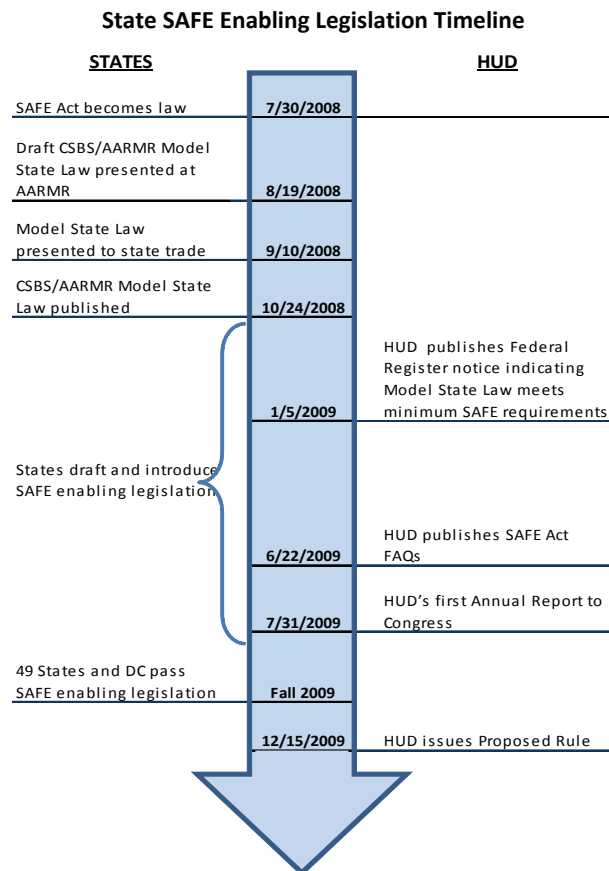 State SAFE Enabling Legislation Timeline
STATES
HUD
SAFE Act becomes law
7/30/2008
Draft CSBS/AARMR Model
State Law presented at
AARMR
8/19/2008
Model State Law
presented to state trade
9/10/2008
CSBS/AARMR Model State
Law published
10/24/2008
HUD publishes Federal
Register notice indicating
Model State Law meets
minimum SAFE requirements
1/5/2009
States draft and introduce
SAFE enabling legislation
HUD publishes SAFE Act
FAQs
6/22/2009
HUD's first Annual Report to
Congress
7/31/2009
49 States and DC pass
SAFE enabling legislation
Fall 2009
12/15/2009
HUD issues Proposed Rule